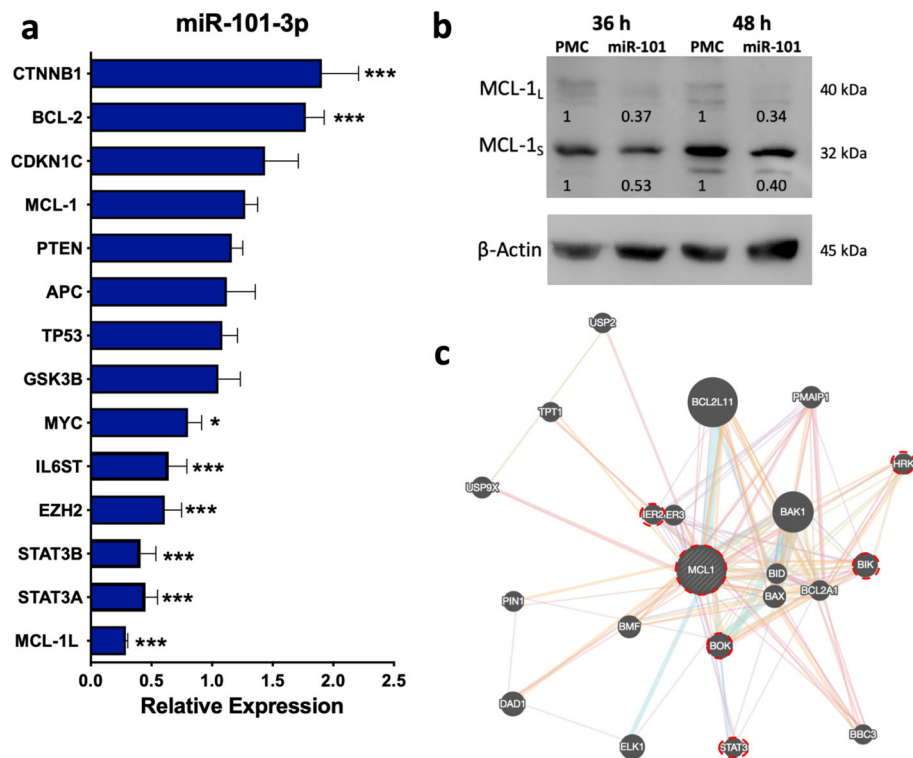 a
miR-101-3p
CTNNB1
***
BCL-2
***
CDKN1C
MCL-1
PTEN
APC
TP53
GSK3B
MYC
*
IL6ST
***
EZH2
***
STAT3B
***
STAT3A
***
MCL-1L
***
0.0 0.5 1.0 1.5 2.0 2.5
Relative Expression
b
36 h 48 h
PMC miR-101 PMC miR-101
MCL-1L 40 kDa
1 0.37 1 0.34
MCL-1S 32 kDa
1 0.53 1 0.40
β-Actin 45 kDa
c
USP2
BCL2L11
PMAIP1
TPT1
HRK
USP9X
IER2
ER3
BAK1
MCL1
BID
BIK
BAX
BCL2A1
PIN1
BMF
BOK
DAD1
ELK1
STAT3
BBC3